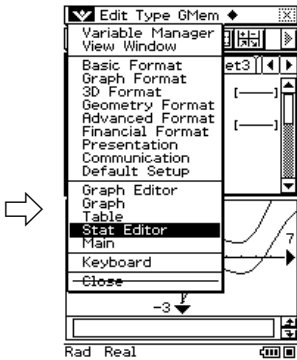 Edit Type GMem ◆
Variable Manager
View Window
et3
Basic Format
Graph Format
3D Format
Geometry Format
Advanced Format
Financial Format
Presentation
Communication
Default Setup
Graph Editor
Graph
Table
Stat Editor
Main
7
Keyboard
Close
-3
Rad Real